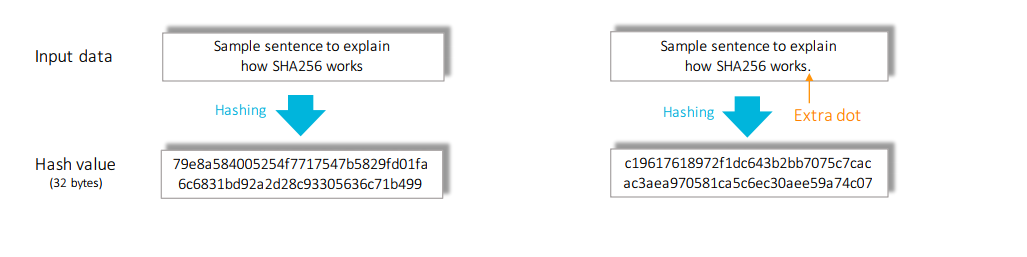 Input data
Sample sentence to explain
how SHA256 works
Hashing
Hash value
(32 bytes)
79e8a584005254f7717547b5829fd01fa
6c6831bd92a2d28c93305636c71b499
Sample sentence to explain
how SHA256 works.
Hashing
Extra dot
c19617618972f1dc643b2bb7075c7cac
ac3aea970581ca5c6ec30aee59a74c07